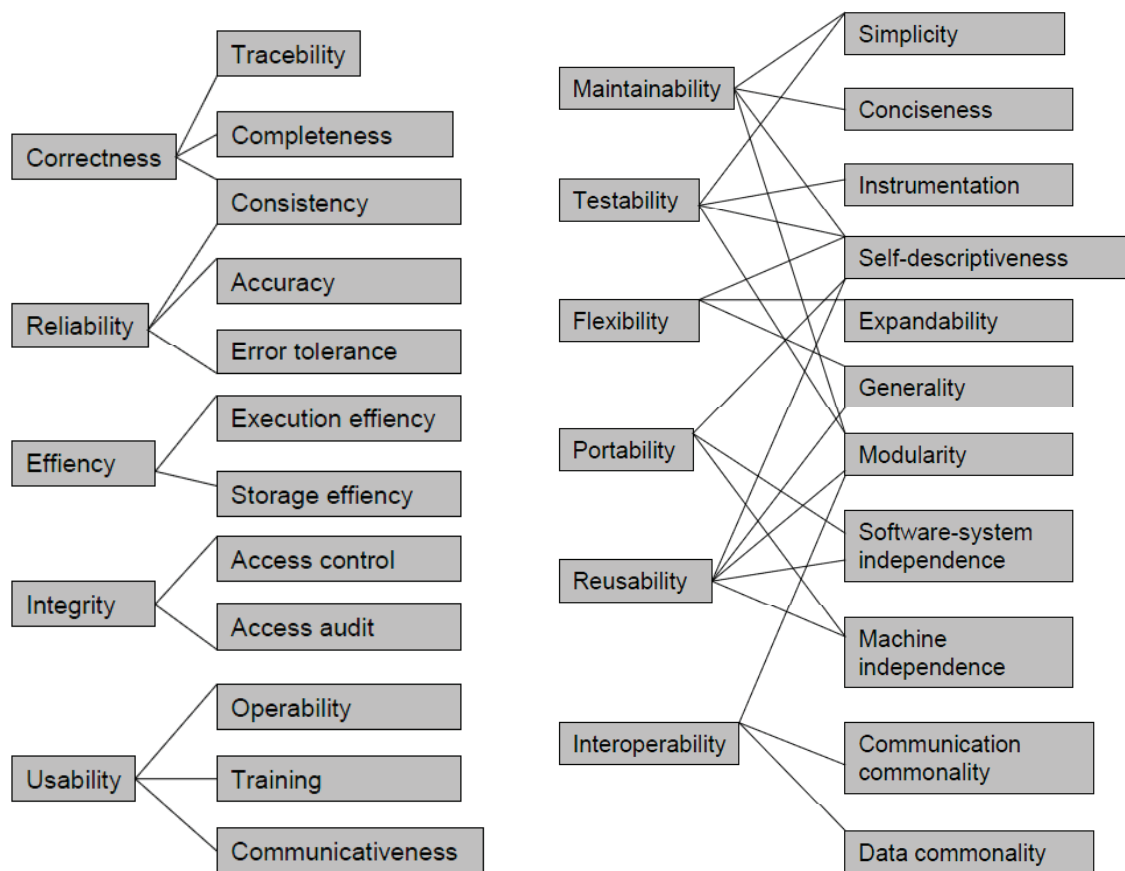 Tracebility
Completeness
Correctness
Consistency
Accuracy
Reliability
Error tolerance
Execution effiency
Effiency
Storage effiency
Access control
Integrity
Access audit
Operability
Usability
Training
Communicativeness
Simplicity
Maintainability
Conciseness
Testability
Instrumentation
Self-descriptiveness
Flexibility
Expandability
Generality
Portability
Modularity
Software-system
independence
Reusability
Machine
independence
Interoperability
Communication
commonality
Data commonality